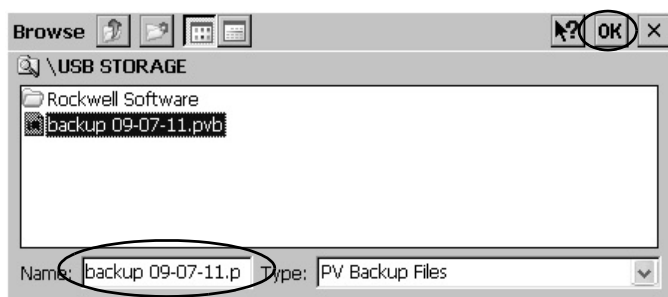 Browse ? OK ×
\USB STORAGE
Rockwell Software
backup 09-07-11.pvb
Name: backup 09-07-11.p Type: PV Backup Files